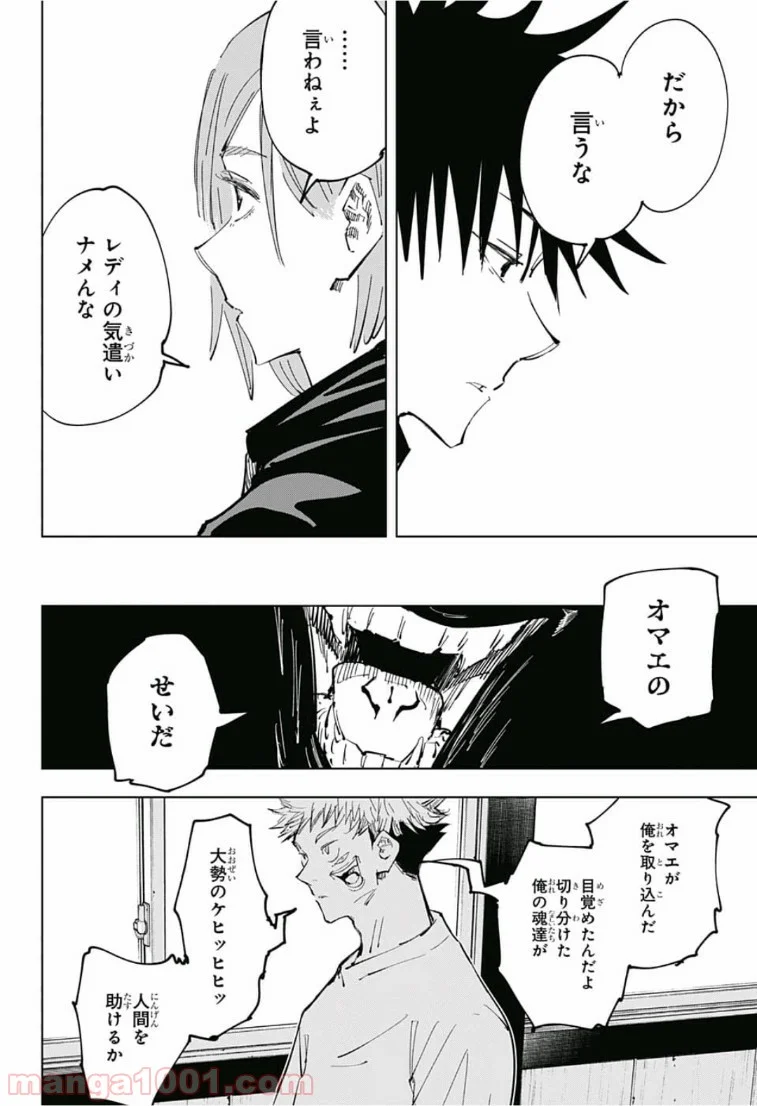 だから
言うな
……
言わねぇよ
レディの気遣い
ナメんな
オマエの
せいだ
オマエが
俺を取り込んだ
目覚めたんだよ
切り分けた
俺の魂達が
大勢のケヒッヒヒッ
人間を
助けるか
manga1001.com